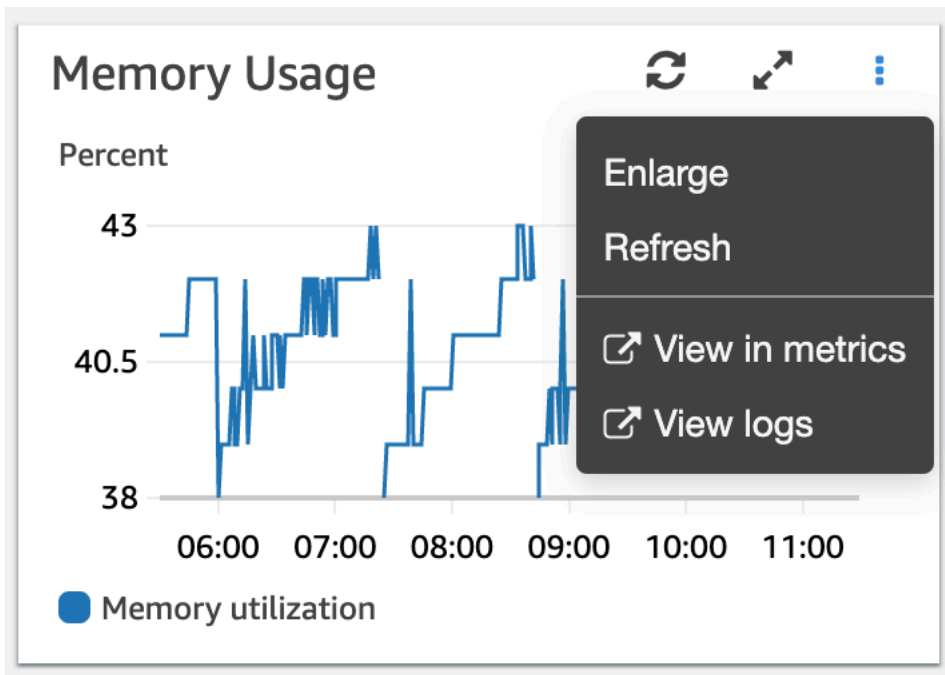 Memory Usage
Percent
Enlarge
Refresh
View in metrics
View logs
43
40.5
38
06:00 07:00 08:00 09:00 10:00 11:00
Memory utilization